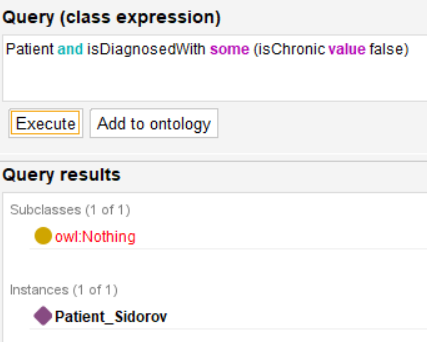 Query (class expression)
Patient and isDiagnosedWith some (isChronic value false)
Execute Add to ontology
Query results
Subclasses (1 of 1)
owl:Nothing
Instances (1 of 1)
Patient_Sidorov